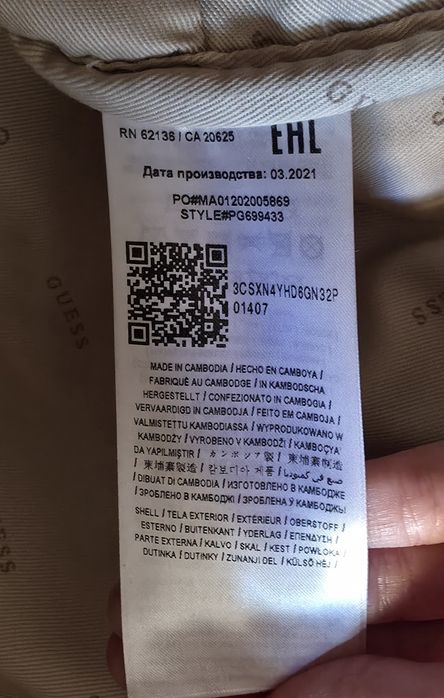 RN 62136 / CA 20625
EAC
Дата производства: 03.2021
PO#MA01202005869
STYLE#PG699433
3CSXN4YHD6GN32P
01407
MADE IN CAMBODIA / HECHO EN CAMBOYA /
FABRIQUÉ AU CAMBODGE / IN KAMBODSCHA
HERGESTELLT / CONFEZIONATO IN CAMBOGIA /
VERVAARDIGD IN CAMBODJA / FEITO EM CAMBOJA /
VALMISTETTU KAMBODIASSA / WYPRODUKOWANO W
KAMBODŻY / VYROBENO V KAMBODŽI / KAMBOÇYA
DA YAPILMIŞTIR / カンボジア製 / 柬埔寨制造
/ 柬埔寨製造 / 캄보디아 제품 / صنع في كمبوديا
/ DIBUAT DI CAMBODIA / ИЗГОТОВЛЕНО В КАМБОДЖЕ
/ ЗРОБЛЕНО В КАМБОДЖІ / ЗРОБЛЕНА Ў КАМБОДЖЫ
SHELL / TELA EXTERIOR / EXTÉRIEUR / OBERSTOFF /
ESTERNO / BUITENKANT / YDERLAG / ΕΠΕΝΔΥΣΗ /
PARTE EXTERNA / KALVO / SKAL / KEST / POWŁOKA /
DUTINKA / DUTINKY / ZUNANJI DEL / KÜLSŐ HÉJ /
GUESS